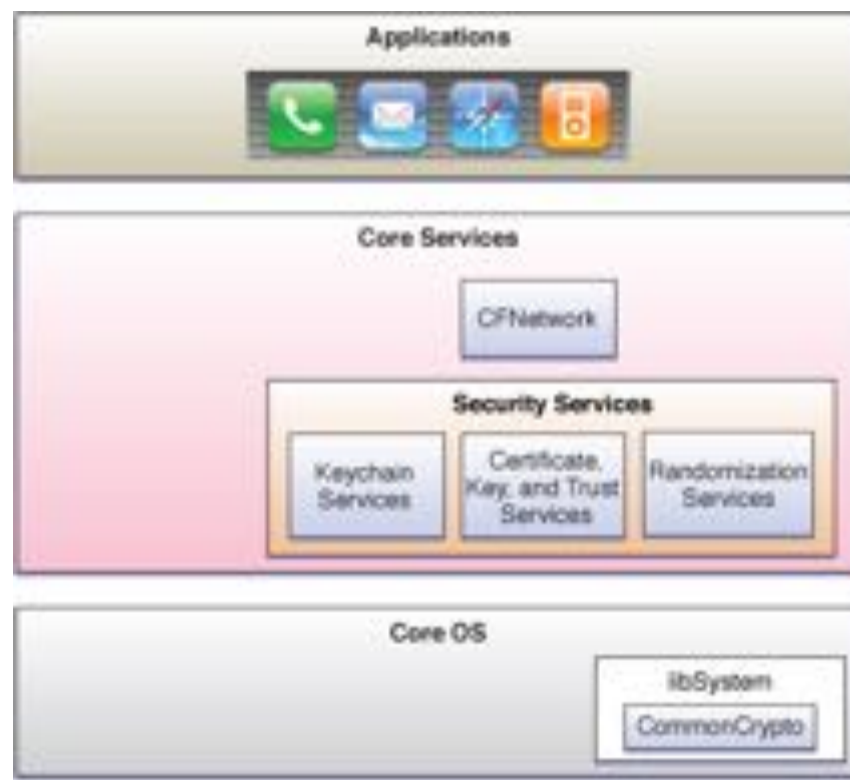 Applications
Core Services
CFNetwork
Security Services
Keychain
Services
Certificate,
Key, and Trust
Services
Randomization
Services
Core OS
libSystem
CommonCrypto